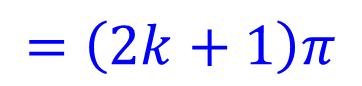 = (2k + 1)π